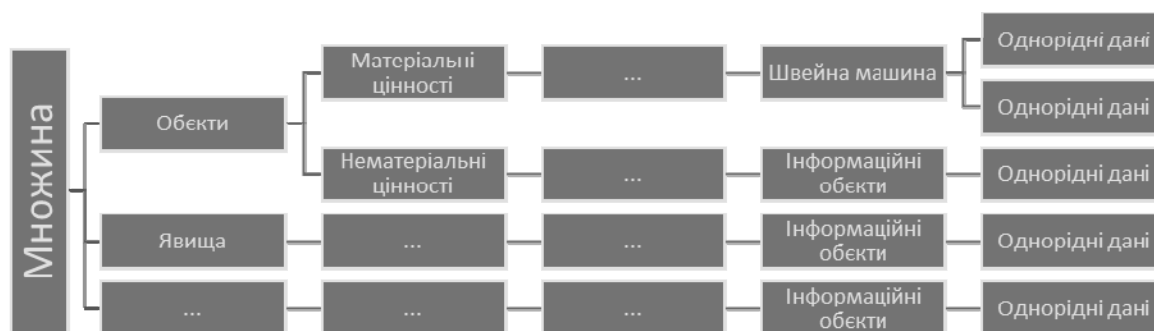 Множина
Обєкти
Матеріальні
цінності
...
Швейна машина
Однорідні дані
Однорідні дані
Нематеріальні
цінності
...
Інформаційні
обєкти
Однорідні дані
Явища
...
...
Інформаційні
обєкти
Однорідні дані
...
...
...
Інформаційні
обєкти
Однорідні дані